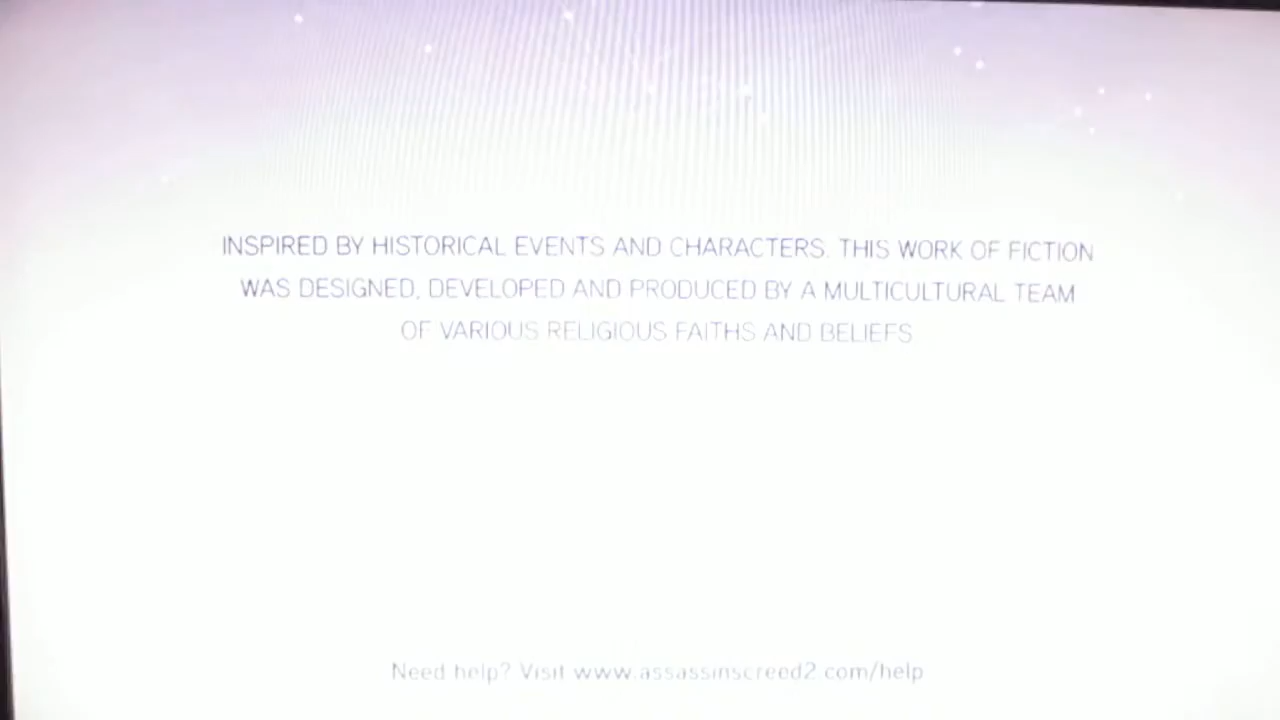 INSPIRED BY HISTORICAL EVENTS AND CHARACTERS. THIS WORK OF FICTION
WAS DESIGNED, DEVELOPED AND PRODUCED BY A MULTICULTURAL TEAM
OF VARIOUS RELIGIOUS FAITHS AND BELIEFS
Need help? Visit www.assassinscreed2.com/help